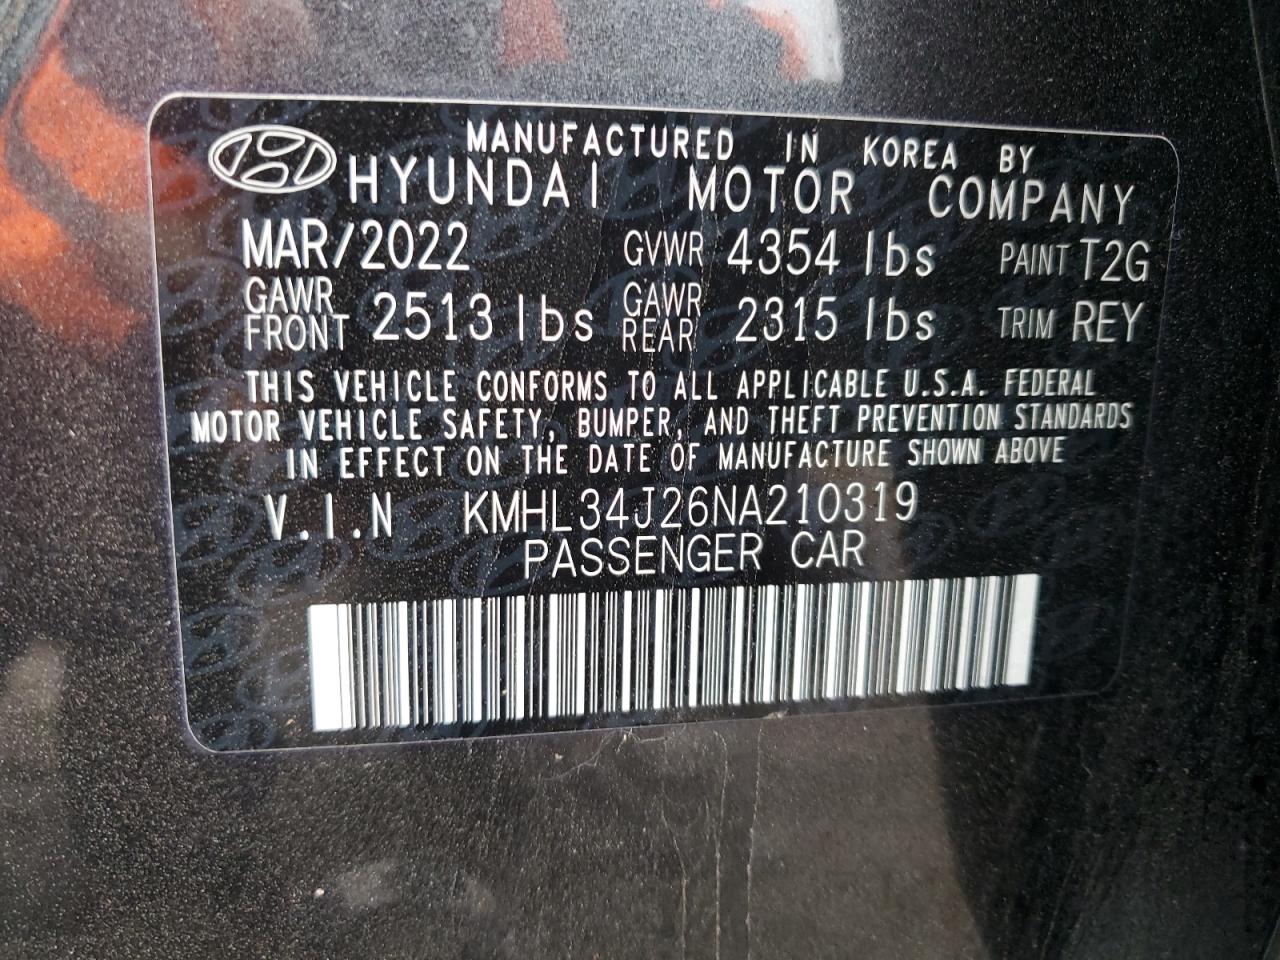 MANUFACTURED IN KOREA BY
HYUNDAI MOTOR COMPANY
MAR/2022 GVWR 4354 lbs PAINT T2G
GAWR FRONT 2513 lbs GAWR REAR 2315 lbs TRIM REY
THIS VEHICLE CONFORMS TO ALL APPLICABLE U.S.A. FEDERAL
MOTOR VEHICLE SAFETY, BUMPER, AND THEFT PREVENTION STANDARDS
IN EFFECT ON THE DATE OF MANUFACTURE SHOWN ABOVE
V.I.N KMHL34J26NA210319
PASSENGER CAR